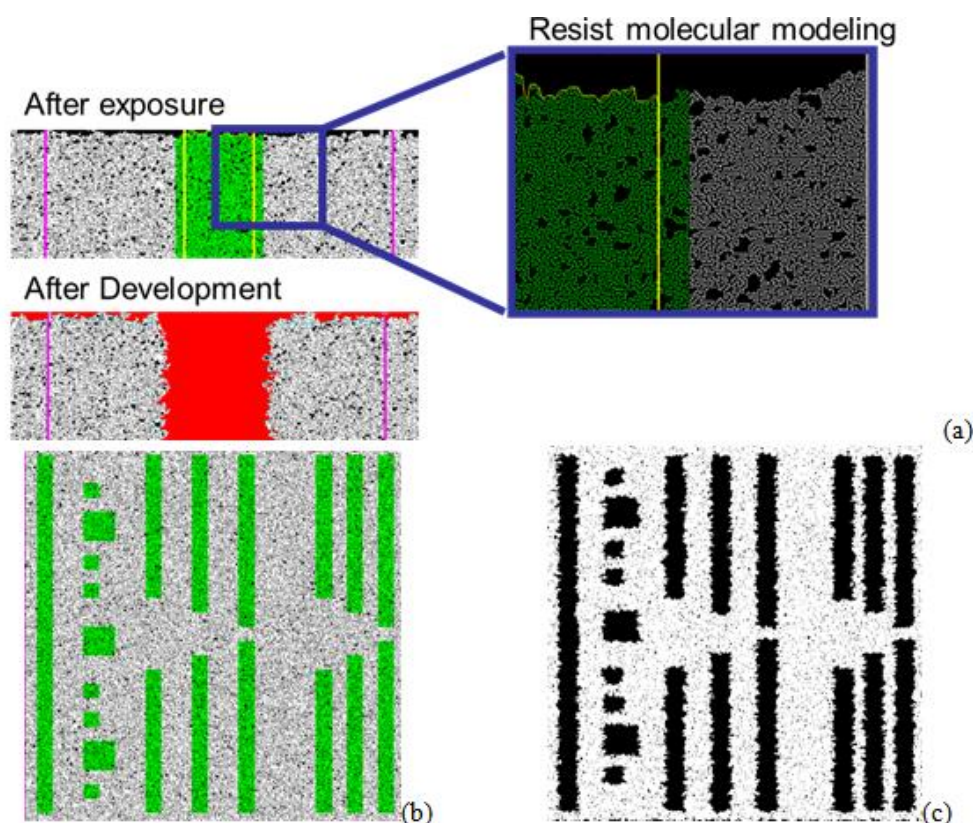 Resist molecular modeling
After exposure
After Development
(a)
(b)
(c)